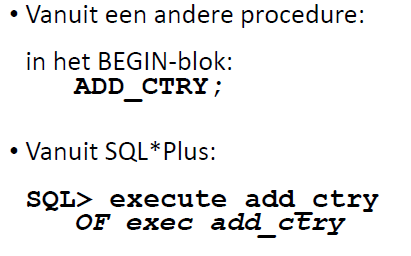 • Vanuit een andere procedure:
in het BEGIN-blok:
ADD_CTRY;
• Vanuit SQL*Plus:
SQL> execute add_ctry
OF exec add_ctry